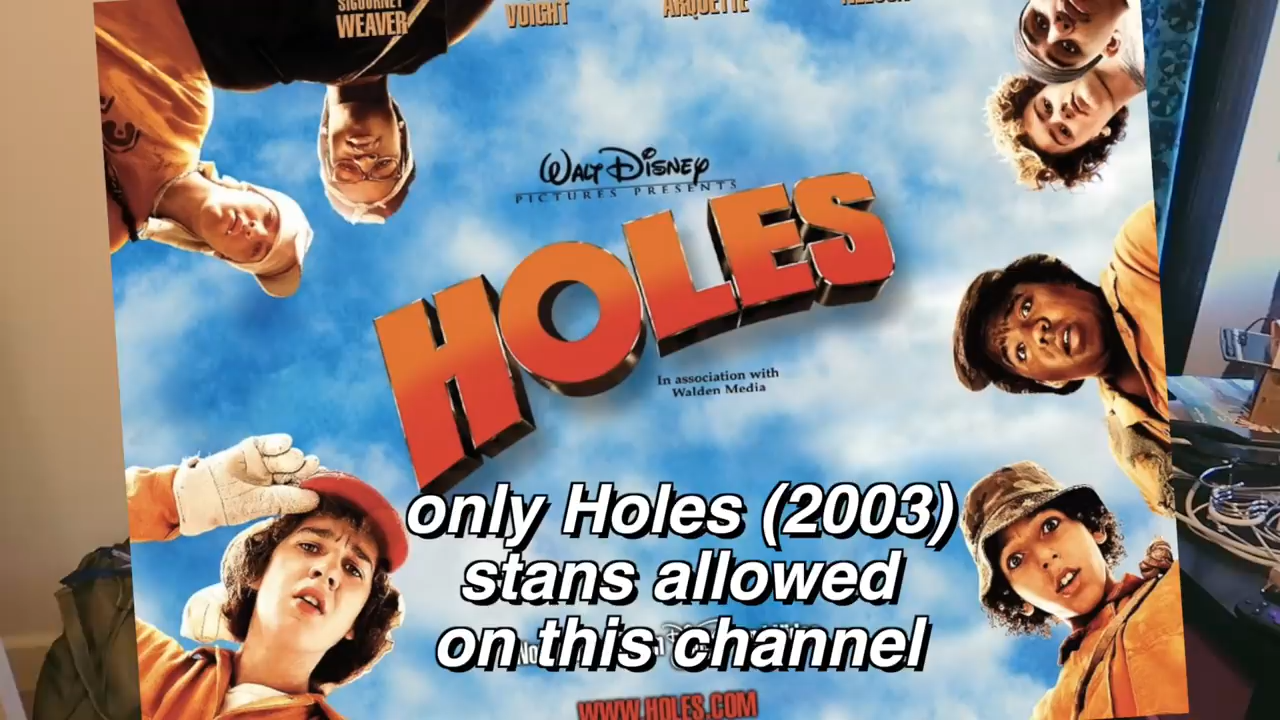 SIGOURNEY
WEAVER
VOIGHT
ARQUETTE
WALT DISNEY
PICTURES PRESENTS
HOLES
In association with
Walden Media
only Holes (2003)
stans allowed
on this channel
WWW.HOLES.COM